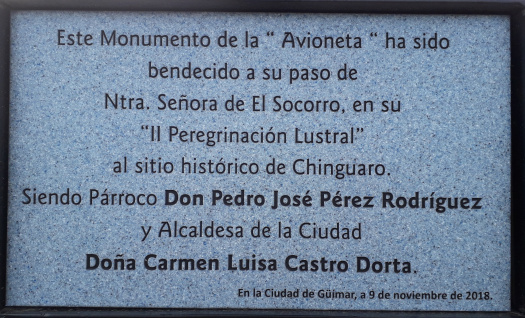 Este Monumento de la “ Avioneta “ ha sido
bendecido a su paso de
Ntra. Señora de El Socorro, en su
“II Peregrinación Lustral”
al sitio histórico de Chinguaro.
Siendo Párroco Don Pedro José Pérez Rodríguez
y Alcaldesa de la Ciudad
Doña Carmen Luisa Castro Dorta.
En la Ciudad de Güímar, a 9 de noviembre de 2018.